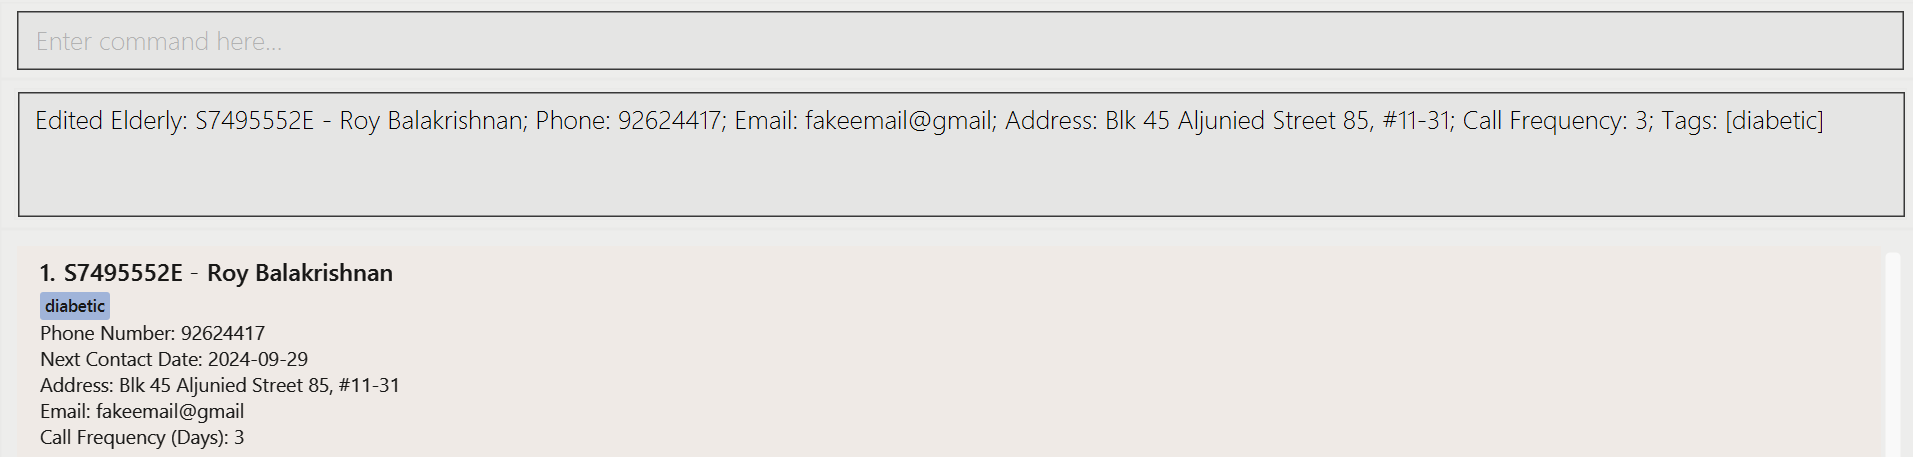 Enter command here...
Edited Elderly: S7495552E - Roy Balakrishnan; Phone: 92624417; Email: fakeemail@gmail; Address: Blk 45 Aljunied Street 85, #11-31; Call Frequency: 3; Tags: [diabetic]
1. S7495552E - Roy Balakrishnan
diabetic
Phone Number: 92624417
Next Contact Date: 2024-09-29
Address: Blk 45 Aljunied Street 85, #11-31
Email: fakeemail@gmail
Call Frequency (Days): 3